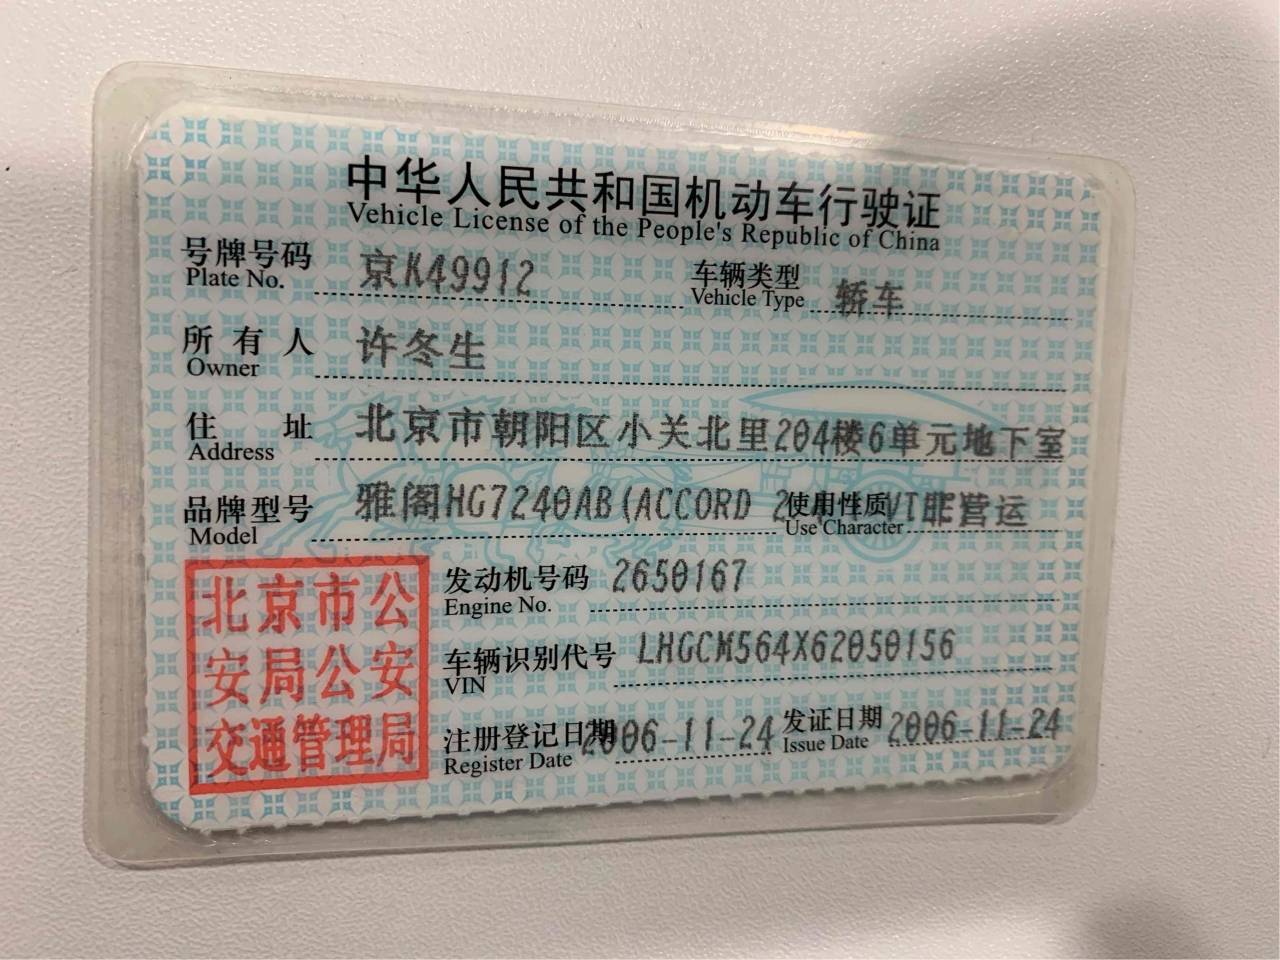 中华人民共和国机动车行驶证
Vehicle License of the People's Republic of China
号牌号码 京K49912 车辆类型 轿车
Plate No. Vehicle Type
所有人 许冬生
Owner
住址 北京市朝阳区小关北里204楼6单元地下室
Address
品牌型号 雅阁HG7240AB(ACCORD 使用性质 非营运
Model Use Character
北京市公
安局公安
交通管理局
发动机号码 2650167
Engine No.
车辆识别代号 LHGCM564X62050156
VIN
注册登记日期 2006-11-24 发证日期 2006-11-24
Register Date Issue Date